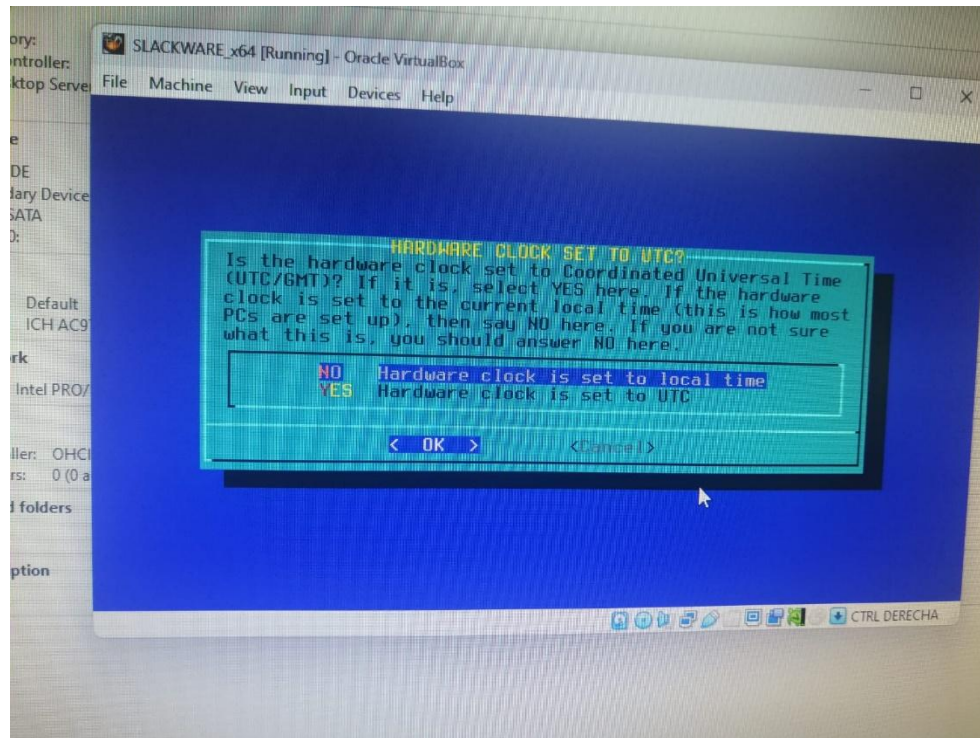 ory:
ontroller:
ktop Serve
e
DE
dary Device
SATA
0:
Default
ICH AC9
rk
Intel PRO/
ller: OHCI
rs: 0 (0 a
d folders
ption
SLACKWARE_x64 [Running] - Oracle VirtualBox
File Machine View Input Devices Help
HARDWARE CLOCK SET TO UTC?
Is the hardware clock set to Coordinated Universal Time
(UTC/GMT)? If it is, select YES here. If the hardware
clock is set to the current local time (this is how most
PCs are set up), then say NO here. If you are not sure
what this is, you should answer NO here.
NO Hardware clock is set to local time
YES Hardware clock is set to UTC
< OK > <Cancel>
CTRL DERECHA